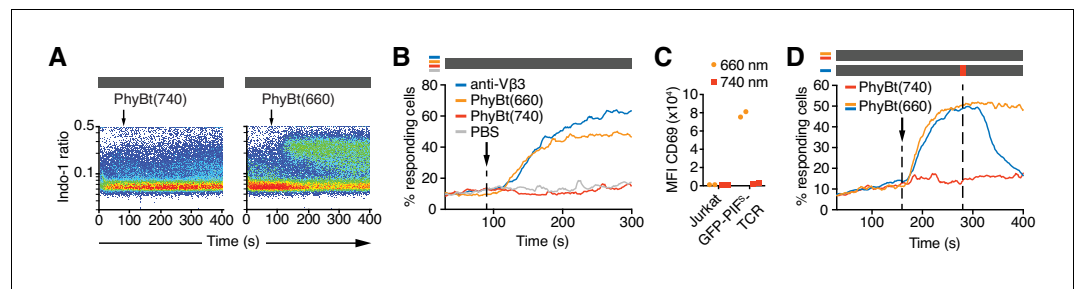 A
PhyBt(740)
PhyBt(660)
Indo-1 ratio
0.5
0.1
0 100 200 300 400
0 100 200 300 400
Time (s)
B
80
60
40
20
0
% responding cells
anti-Vβ3
PhyBt(660)
PhyBt(740)
PBS
100 200 300
Time (s)
C
660 nm
740 nm
MFI CD69 (x10⁴)
10
8
6
4
2
0
Jurkat
GFP-PIFˢ-
TCR
D
% responding cells
60
50
40
30
20
10
0
PhyBt(740)
PhyBt(660)
100 200 300 400
Time (s)